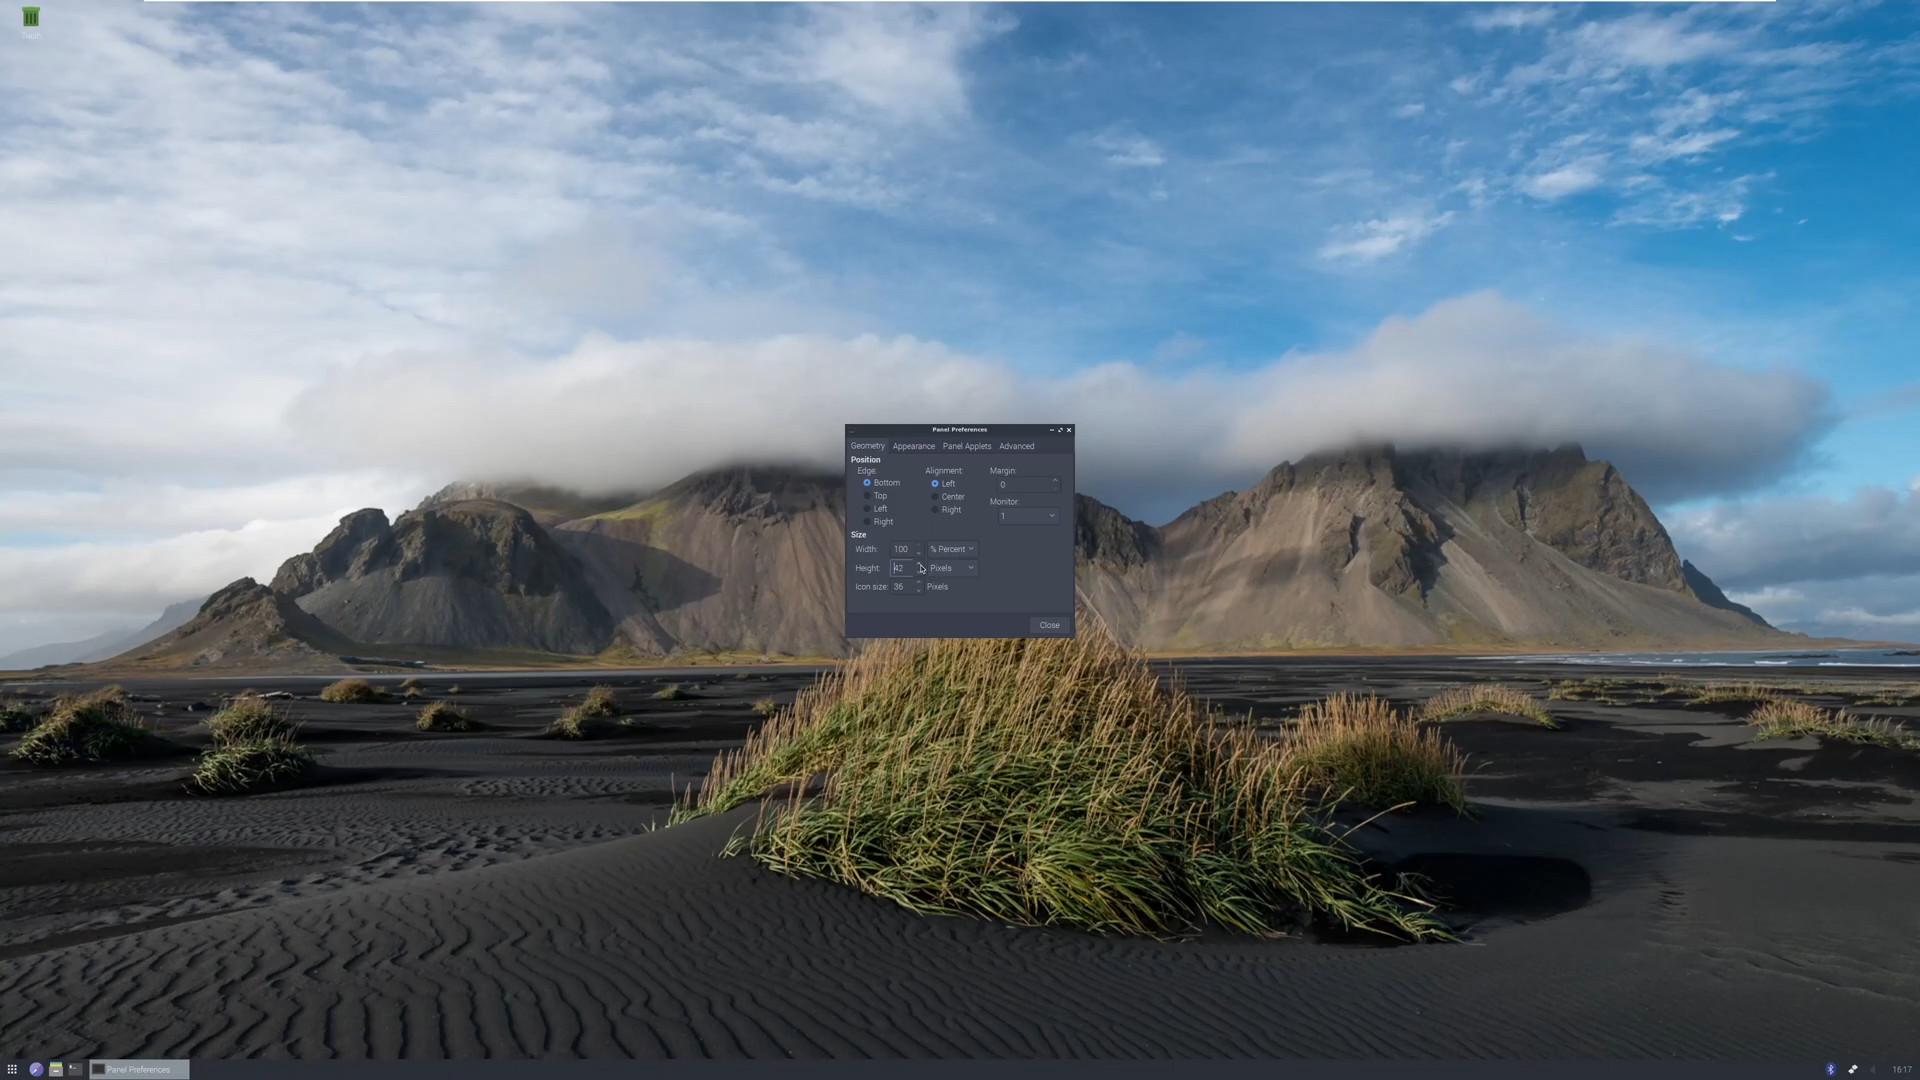 Trash
Panel Preferences
Geometry Appearance Panel Applets Advanced
Position
Edge: Alignment: Margin:
Bottom Left 0
Top Center
Left Right Monitor:
Right 1
Size
Width: 100 % Percent
Height: 42 Pixels
Icon size: 36 Pixels
Close
Panel Preferences 16:17